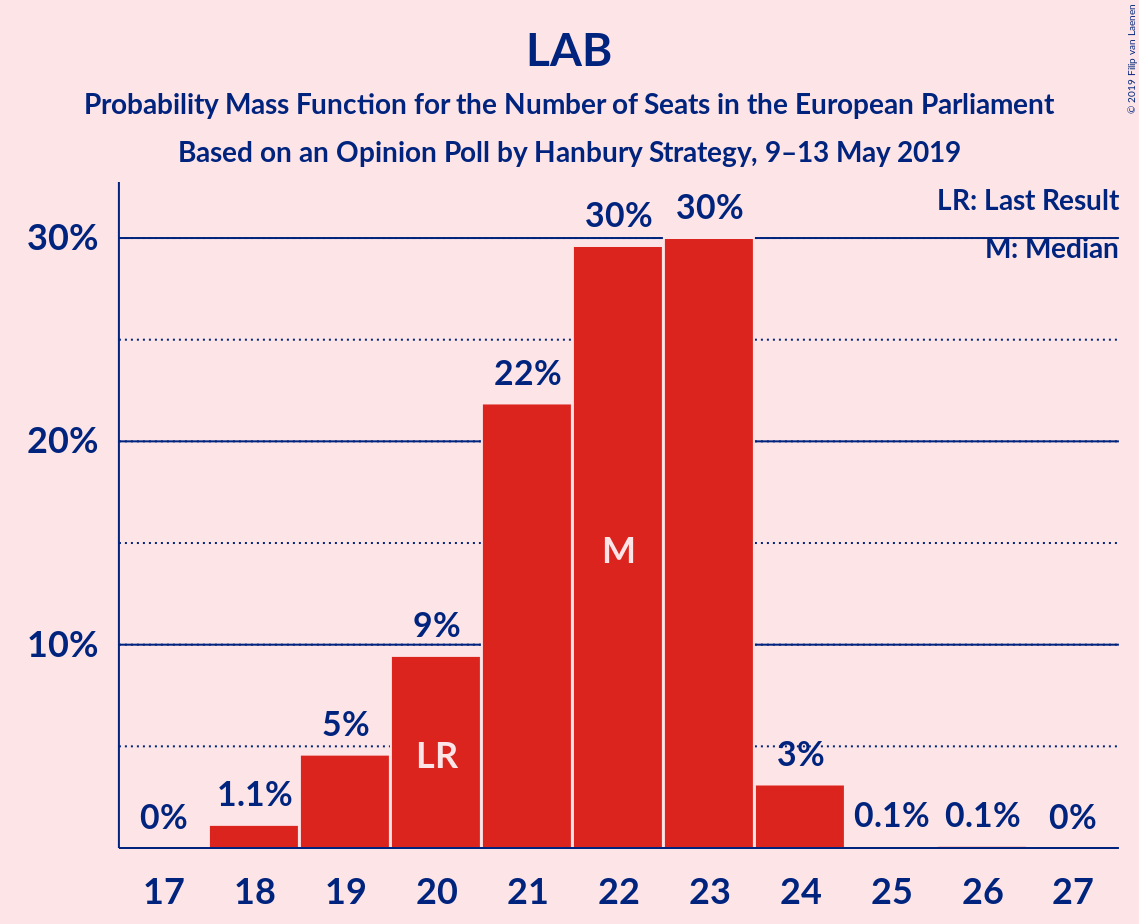 LAB
Probability Mass Function for the Number of Seats in the European Parliament
Based on an Opinion Poll by Hanbury Strategy, 9–13 May 2019
© 2019 Filip van Laenen
LR: Last Result
M: Median
30%
20%
10%
0%
1.1%
5%
9%
22%
30%
30%
3%
0.1%
0.1%
0%
LR
M
17 18 19 20 21 22 23 24 25 26 27